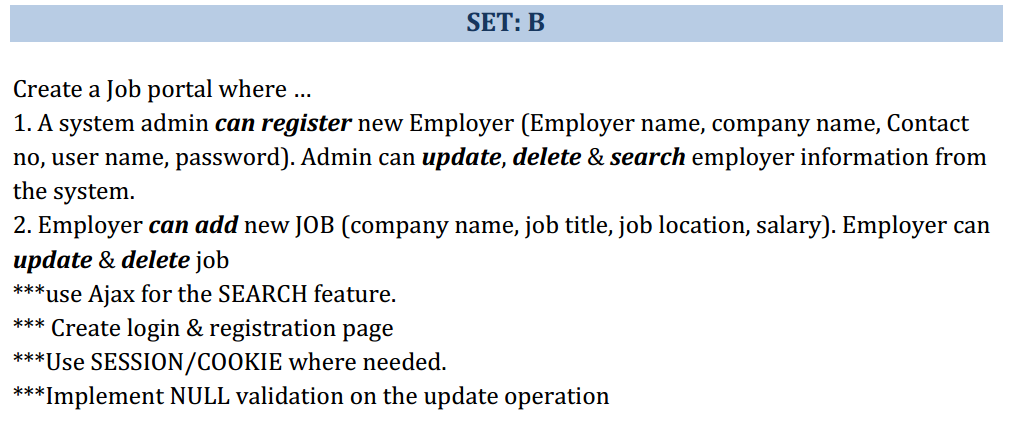 SET: B
Create a Job portal where …
1. A system admin can register new Employer (Employer name, company name, Contact
no, user name, password). Admin can update, delete & search employer information from
the system.
2. Employer can add new JOB (company name, job title, job location, salary). Employer can
update & delete job
***use Ajax for the SEARCH feature.
*** Create login & registration page
***Use SESSION/COOKIE where needed.
***Implement NULL validation on the update operation